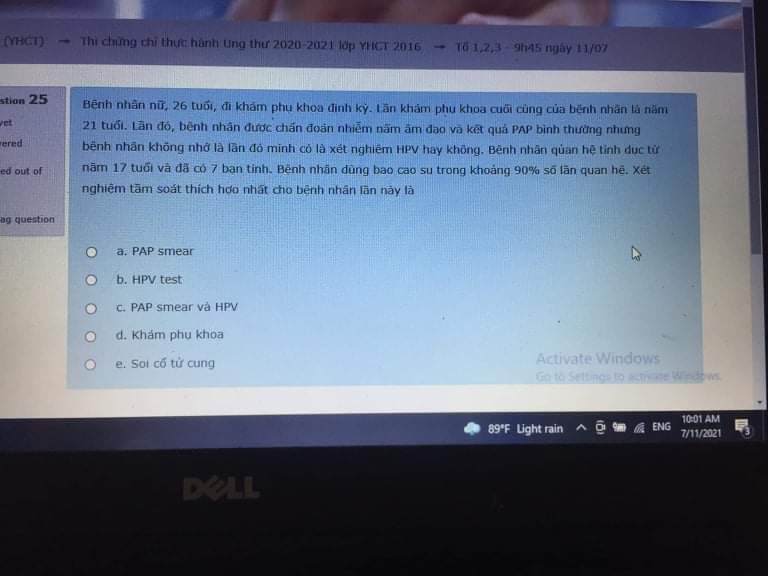 (YHCT) → Thi chứng chỉ thực hành Ung thư 2020-2021 lớp YHCT 2016 → Tổ 1,2,3 - 9h45 ngày 11/07
stion 25
yet
vered
ed out of
ag question
Bệnh nhân nữ, 26 tuổi, đi khám phụ khoa định kỳ. Lần khám phụ khoa cuối cùng của bệnh nhân là năm
21 tuổi. Lần đó, bệnh nhân được chẩn đoán nhiễm nấm âm đạo và kết quả PAP bình thường nhưng
bệnh nhân không nhớ là lần đó mình có là xét nghiệm HPV hay không. Bệnh nhân qủan hệ tình dục từ
năm 17 tuổi và đã có 7 bạn tình. Bệnh nhân dùng bao cao su trong khoảng 90% số lần quan hệ. Xét
nghiệm tầm soát thích hợp nhất cho bệnh nhân lần này là
a. PAP smear
b. HPV test
c. PAP smear và HPV
d. Khám phụ khoa
e. Soi cổ tử cung
Activate Windows
Go to Settings to activate Windows.
89°F Light rain
ENG
10:01 AM
7/11/2021
3
DELL